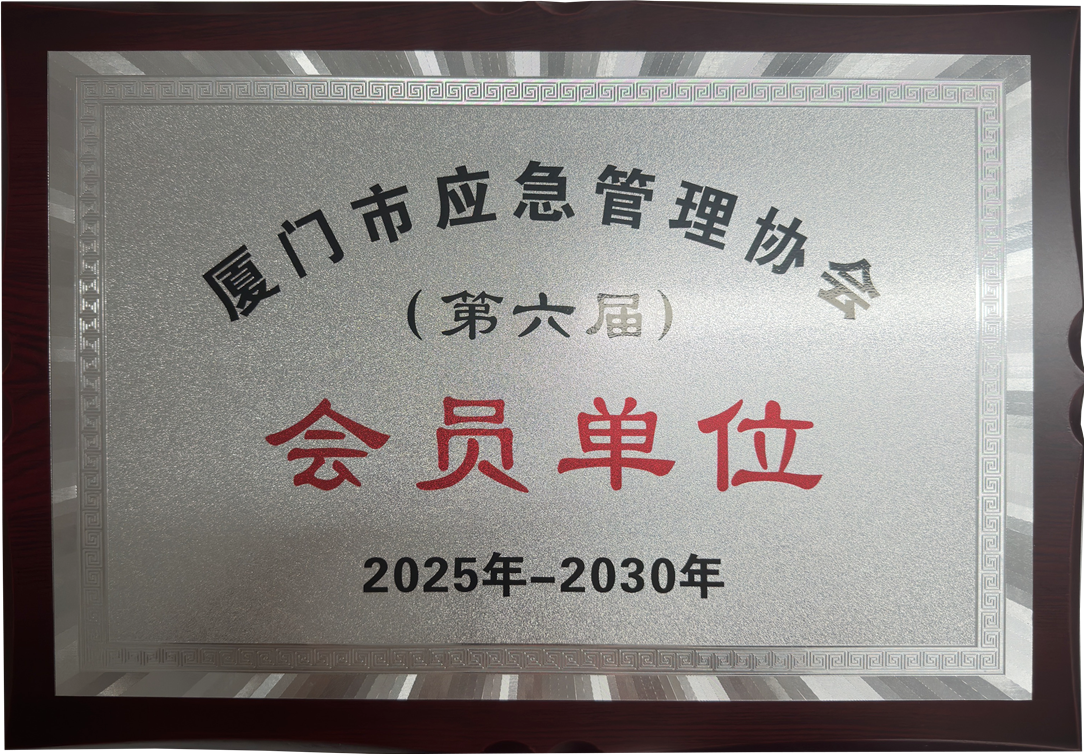 厦门市应急管理协会
（第六届）
会员单位
2025年-2030年